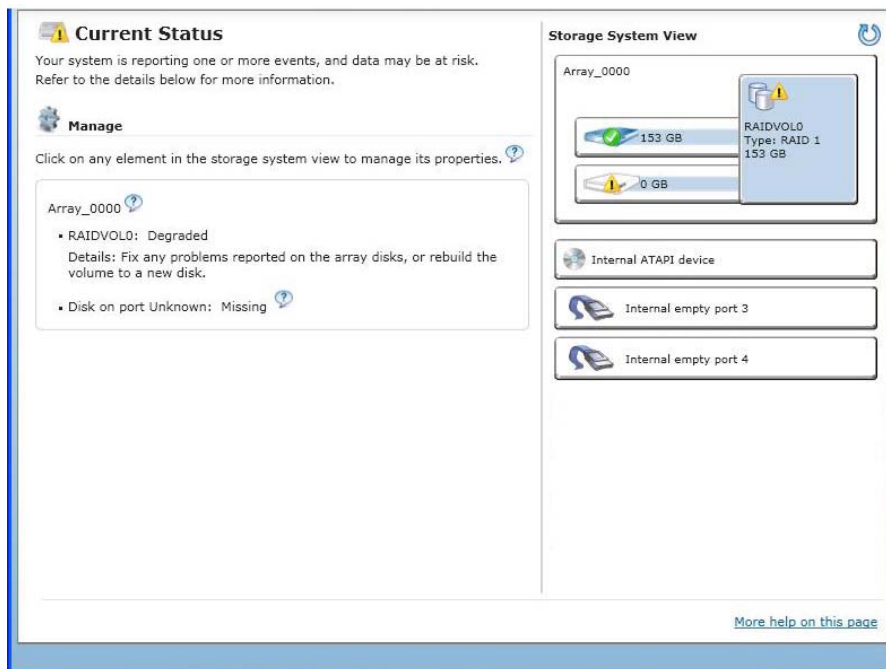 Current Status
Your system is reporting one or more events, and data may be at risk.
Refer to the details below for more information.
Manage
Click on any element in the storage system view to manage its properties.
Array_0000
RAIDVOL0: Degraded
Details: Fix any problems reported on the array disks, or rebuild the
volume to a new disk.
Disk on port Unknown: Missing
Storage System View
Array_0000
153 GB
0 GB
RAIDVOL0
Type: RAID 1
153 GB
Internal ATAPI device
Internal empty port 3
Internal empty port 4
More help on this page